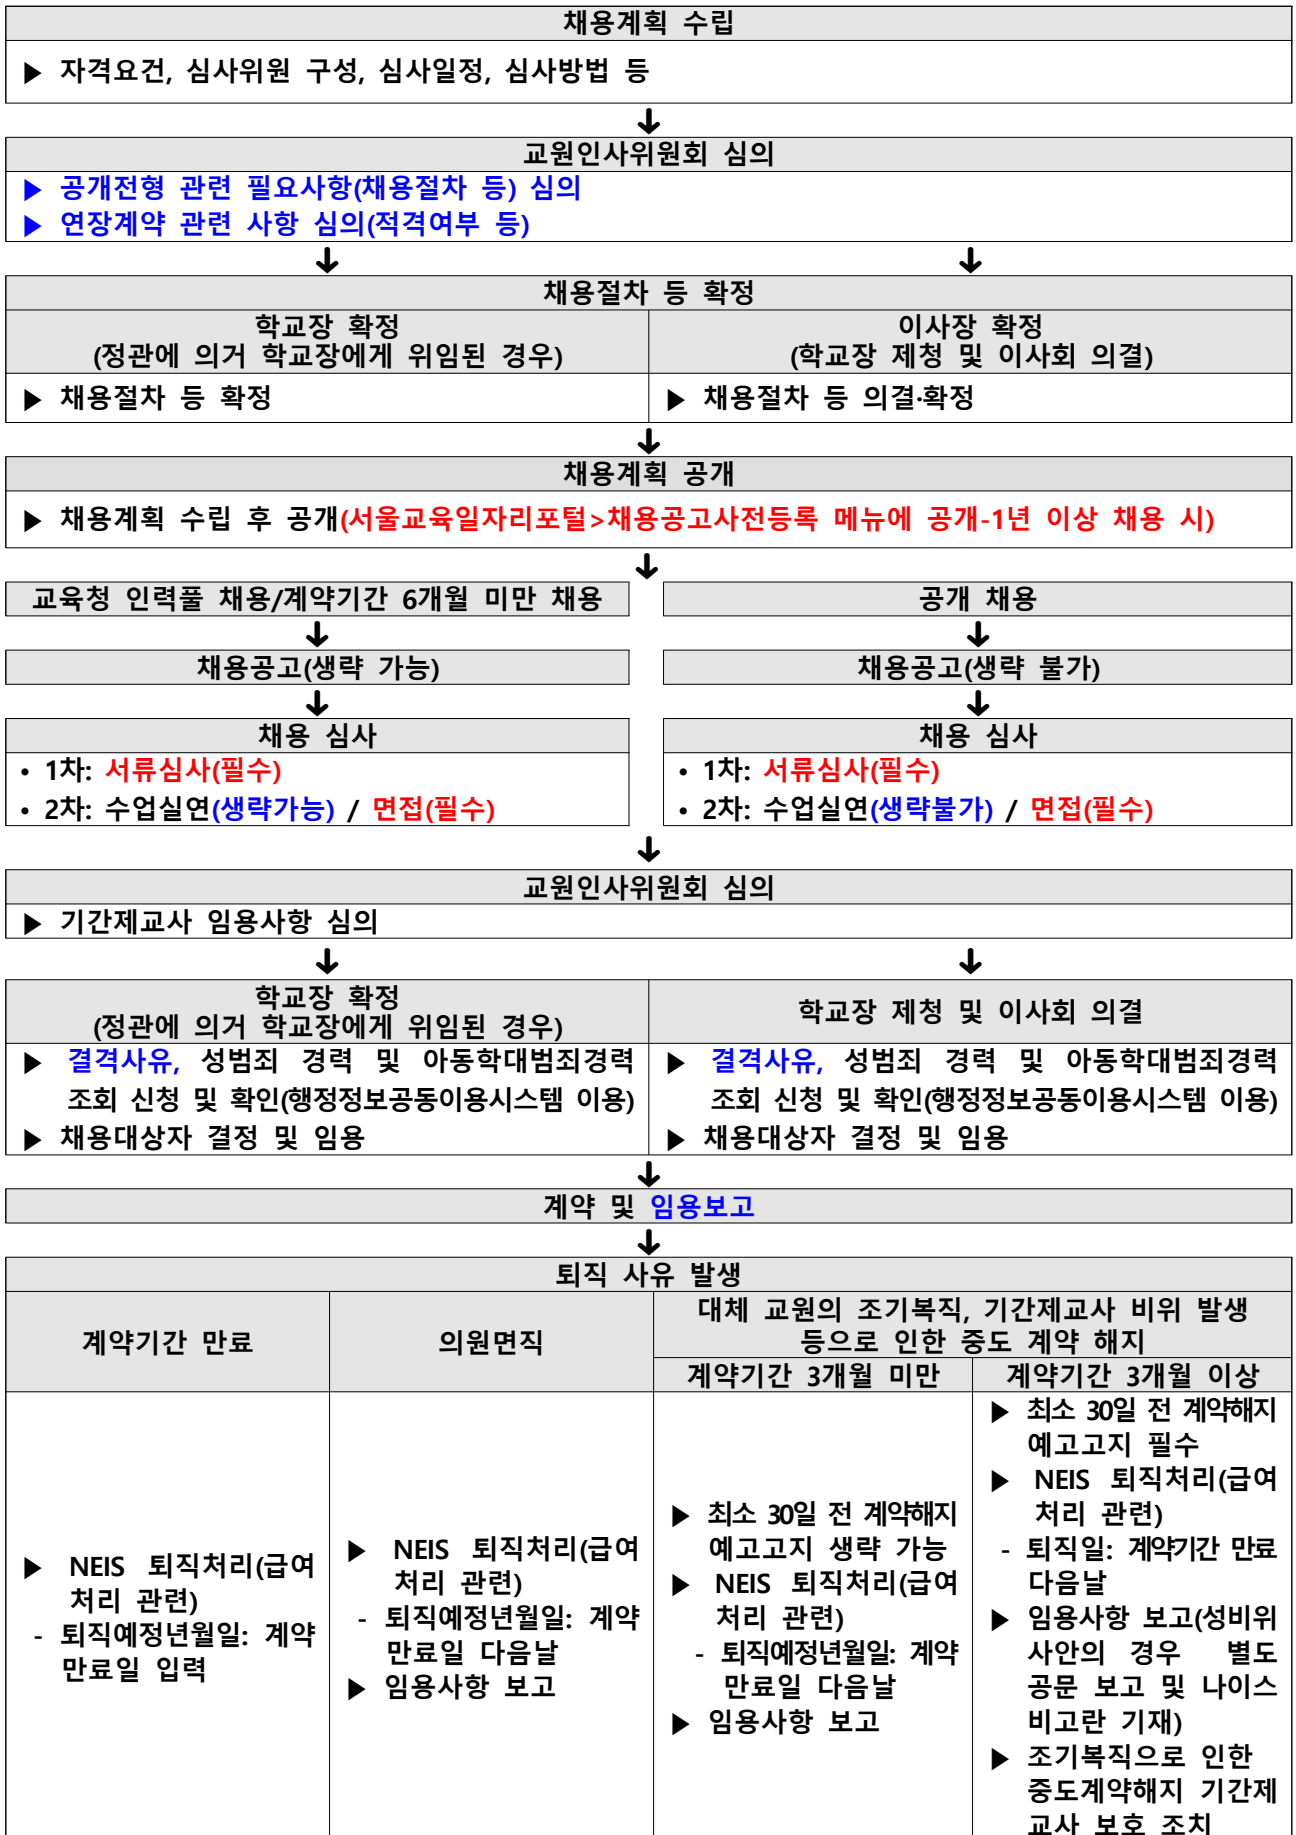 채용계획 수립
▶ 자격요건, 심사위원 구성, 심사일정, 심사방법 등
교원인사위원회 심의
▶ 공개전형 관련 필요사항(채용절차 등) 심의
▶ 연장계약 관련 사항 심의(적격여부 등)
채용절차 등 확정
학교장 확정
(정관에 의거 학교장에게 위임된 경우)
이사장 확정
(학교장 제청 및 이사회 의결)
▶ 채용절차 등 확정
▶ 채용절차 등 의결·확정
채용계획 공개
▶ 채용계획 수립 후 공개(서울교육일자리포털>채용공고사전등록 메뉴에 공개-1년 이상 채용 시)
교육청 인력풀 채용/계약기간 6개월 미만 채용
채용공고(생략 가능)
채용 심사
• 1차: 서류심사(필수)
• 2차: 수업실연(생략가능) / 면접(필수)
공개 채용
채용공고(생략 불가)
채용 심사
• 1차: 서류심사(필수)
• 2차: 수업실연(생략불가) / 면접(필수)
교원인사위원회 심의
▶ 기간제교사 임용사항 심의
학교장 확정
(정관에 의거 학교장에게 위임된 경우)
▶ 결격사유, 성범죄 경력 및 아동학대범죄경력
조회 신청 및 확인(행정정보공동이용시스템 이용)
▶ 채용대상자 결정 및 임용
학교장 제청 및 이사회 의결
▶ 결격사유, 성범죄 경력 및 아동학대범죄경력
조회 신청 및 확인(행정정보공동이용시스템 이용)
▶ 채용대상자 결정 및 임용
계약 및 임용보고
퇴직 사유 발생
계약기간 만료
의원면직
대체 교원의 조기복직, 기간제교사 비위 발생
등으로 인한 중도 계약 해지
계약기간 3개월 미만
계약기간 3개월 이상
▶ NEIS 퇴직처리(급여
처리 관련)
- 퇴직예정년월일: 계약
만료일 입력
▶ NEIS 퇴직처리(급여
처리 관련)
- 퇴직예정년월일: 계약
만료일 다음날
▶ 임용사항 보고
▶ 최소 30일 전 계약해지
예고고지 생략 가능
▶ NEIS 퇴직처리(급여
처리 관련)
- 퇴직예정년월일: 계약
만료일 다음날
▶ 임용사항 보고
▶ 최소 30일 전 계약해지
예고고지 필수
▶ NEIS 퇴직처리(급여
처리 관련)
- 퇴직일: 계약기간 만료
다음날
▶ 임용사항 보고(성비위
사안의 경우 별도
공문 보고 및 나이스
비고란 기재)
▶ 조기복직으로 인한
중도계약해지 기간제
교사 보호 조치